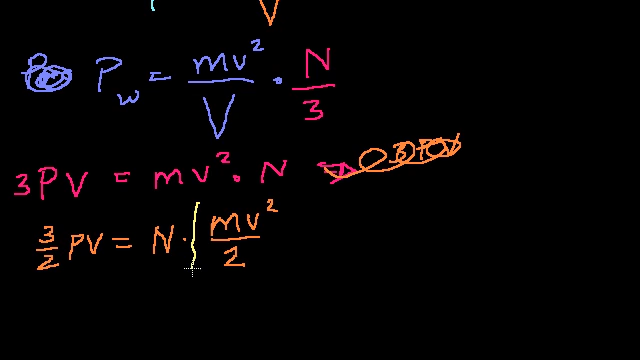 V
P_w = mv²/V · N/3
3PV = mv² · N
3/2 PV = N · mv²/2